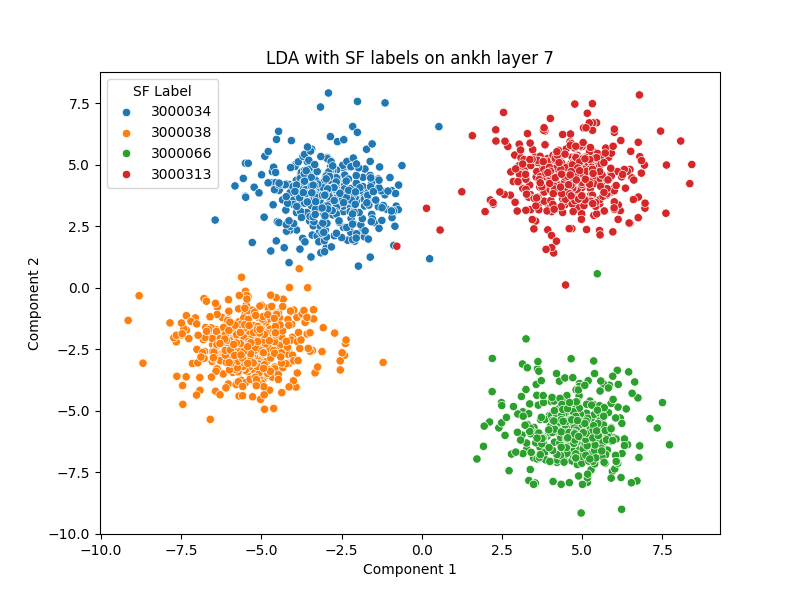 LDA with SF labels on ankh layer 7
SF Label
3000034
3000038
3000066
3000313
Component 2
7.5
5.0
2.5
0.0
−2.5
−5.0
−7.5
−10.0
−10.0 −7.5 −5.0 −2.5 0.0 2.5 5.0 7.5
Component 1